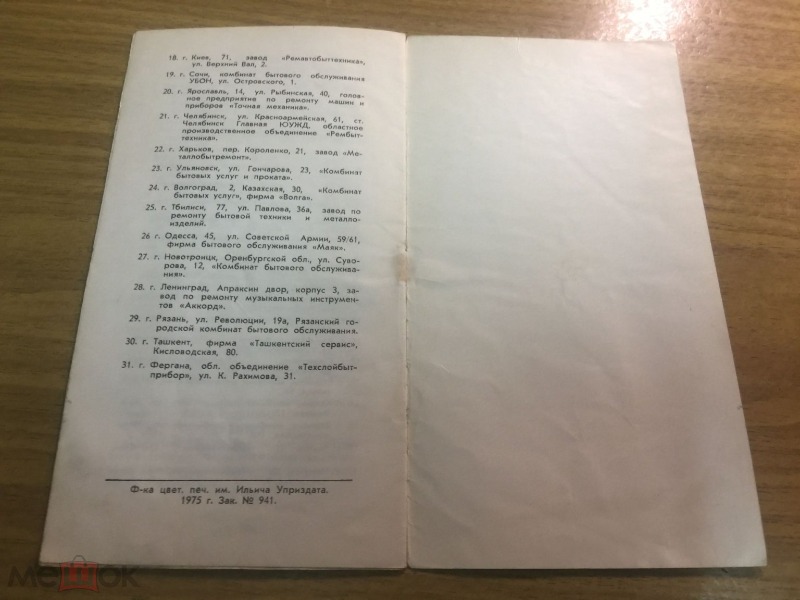 18. г. Киев, 71, завод «Ремавтобыттехника»,
ул. Верхний Вал, 2.
19. г. Сочи, комбинат бытового обслуживания
УБОН, ул. Островского, 1.
20. г. Ярославль, 14, ул. Рыбинская, 40, голов-
ное предприятие по ремонту машин и
приборов «Точная механика».
21. г. Челябинск, ул. Красноармейская, 61, ст.
Челябинск Главная ЮУЖД, областное
производственное объединение «Рембыт-
техника».
22. г. Харьков, пер. Короленко, 21, завод «Ме-
таллобытремонт».
23. г. Ульяновск, ул. Гончарова, 23, «Комбинат
бытовых услуг и проката».
24. г. Волгоград, 2, Казахская, 30, «Комбинат
бытовых услуг», фирма «Волга».
25. г. Тбилиси, 77, ул. Павлова, 36а, завод по
ремонту бытовой техники и металло-
изделий.
26 г. Одесса, 45, ул. Советской Армии, 59/61,
фирма бытового обслуживания «Маяк».
27. г. Новотроицк, Оренбургской обл., ул. Суво-
рова, 12, «Комбинат бытового обслужива-
ния».
28. г. Ленинград, Апраксин двор, корпус 3, за-
вод по ремонту музыкальных инструмен-
тов «Аккорд».
29. г. Рязань, ул. Революции, 19а, Рязанский го-
родской комбинат бытового обслуживания.
30. г. Ташкент, фирма «Ташкентский сервис»,
Кисловодская, 80.
31. г. Фергана, обл. объединение «Техслойбыт-
прибор», ул. К. Рахимова, 31.
Ф-ка цвет. печ. им. Ильича Уприздата.
1975 г. Зак. № 941.
мешок